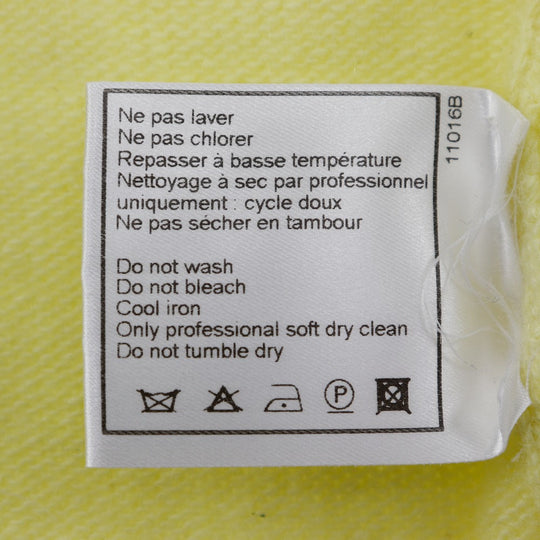 Ne pas laver
Ne pas chlorer
Repasser à basse température
Nettoyage à sec par professionnel
uniquement : cycle doux
Ne pas sécher en tambour
Do not wash
Do not bleach
Cool iron
Only professional soft dry clean
Do not tumble dry
P
11016B